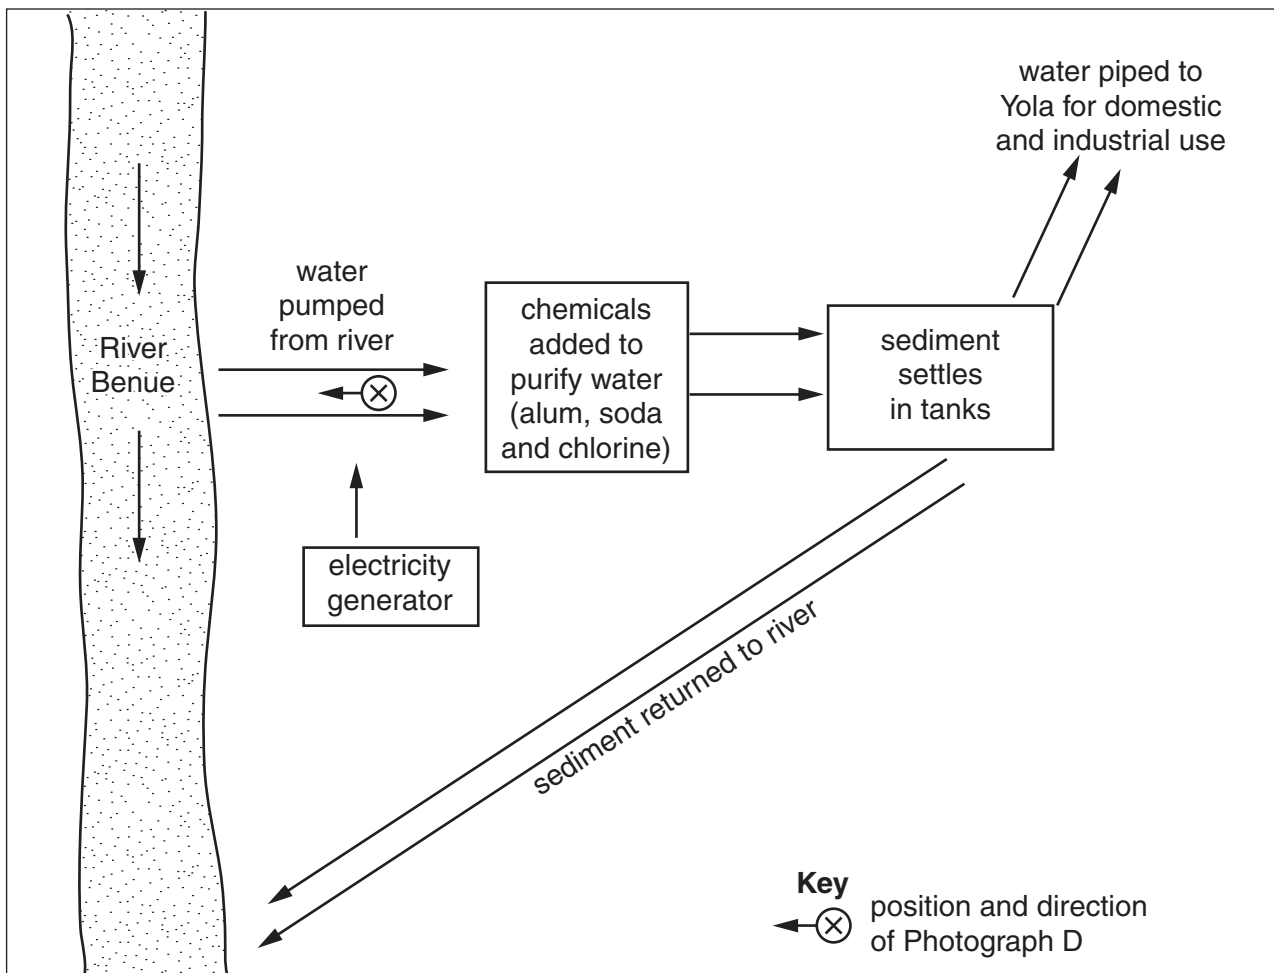 water piped to
Yola for domestic
and industrial use
water
pumped
from river
River
Benue
chemicals
added to
purify water
(alum, soda
and chlorine)
sediment
settles
in tanks
electricity
generator
sediment returned to river
Key
position and direction
of Photograph D